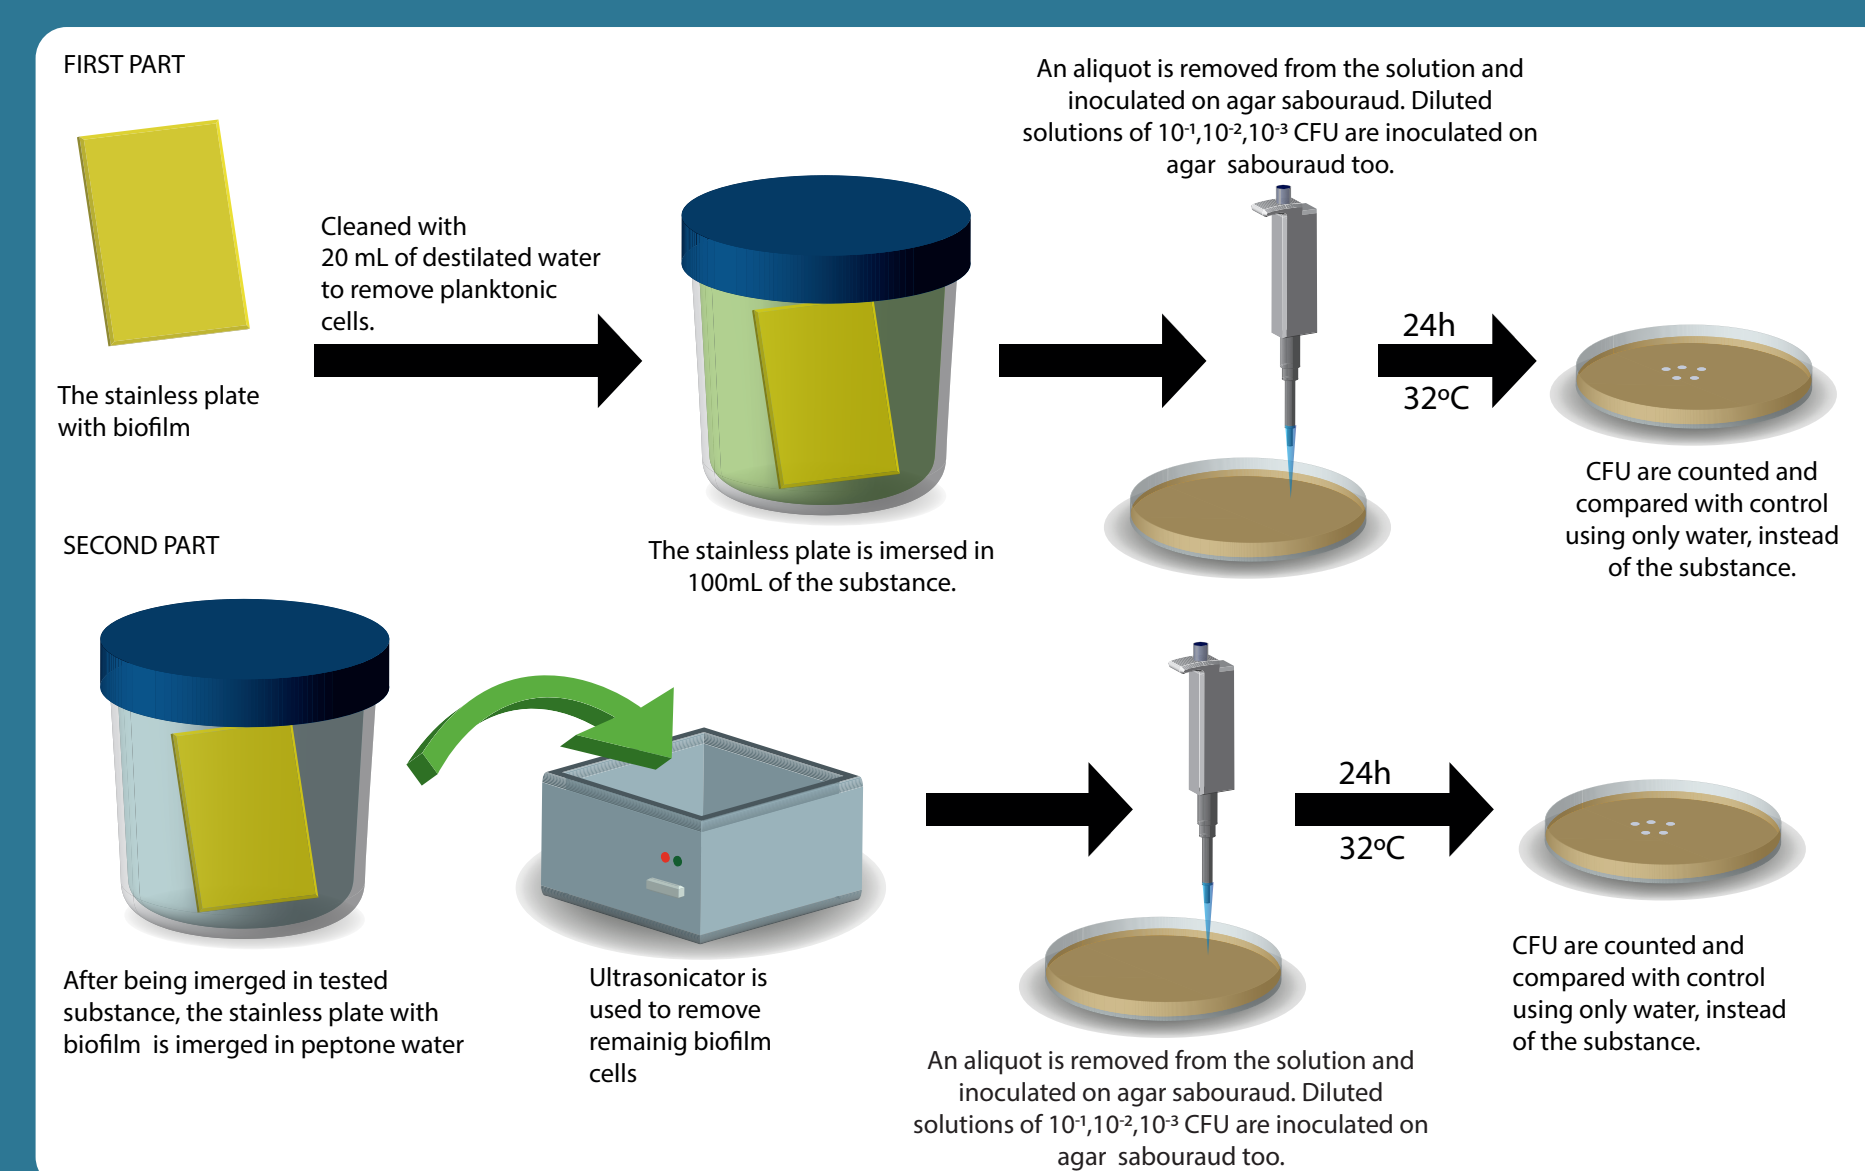 FIRST PART
The stainless plate
with biofilm
Cleaned with
20 mL of destilated water
to remove planktonic
cells.
The stainless plate is imersed in
100mL of the substance.
An aliquot is removed from the solution and
inoculated on agar sabouraud. Diluted
solutions of 10⁻¹,10⁻²,10⁻³ CFU are inoculated on
agar sabouraud too.
24h
32ºC
CFU are counted and
compared with control
using only water, instead
of the substance.
SECOND PART
After being imerged in tested
substance, the stainless plate with
biofilm is imerged in peptone water
Ultrasonicator is
used to remove
remainig biofilm
cells
An aliquot is removed from the solution and
inoculated on agar sabouraud. Diluted
solutions of 10⁻¹,10⁻²,10⁻³ CFU are inoculated on
agar sabouraud too.
24h
32ºC
CFU are counted and
compared with control
using only water, instead
of the substance.